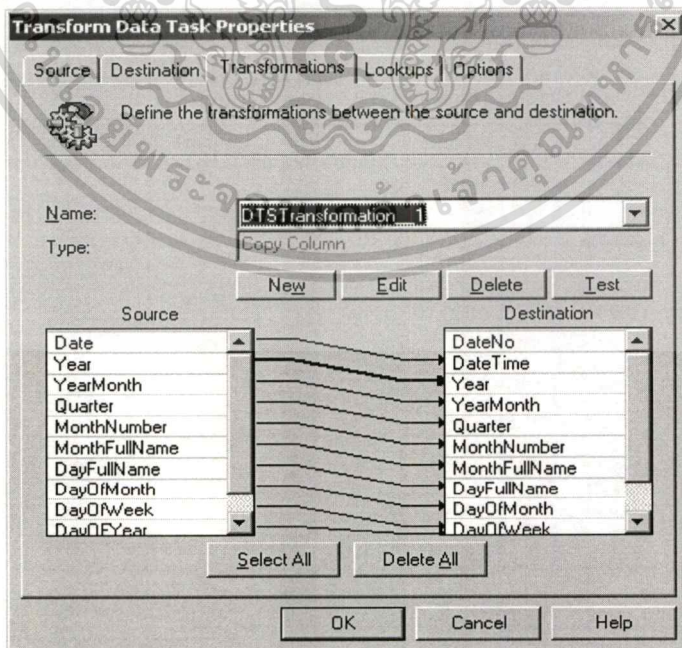 Transform Data Task Properties
Source Destination Transformations Lookups Options
Define the transformations between the source and destination.
Name: DTSTransformation__1
Type: Copy Column
New Edit Delete Test
Source Destination
Date DateNo
Year DateTime
YearMonth Year
Quarter YearMonth
MonthNumber Quarter
MonthFullName MonthNumber
DayFullName MonthFullName
DayOfMonth DayFullName
DayOfWeek DayOfMonth
DayOfYear DayOfWeek
Select All Delete All
OK Cancel Help